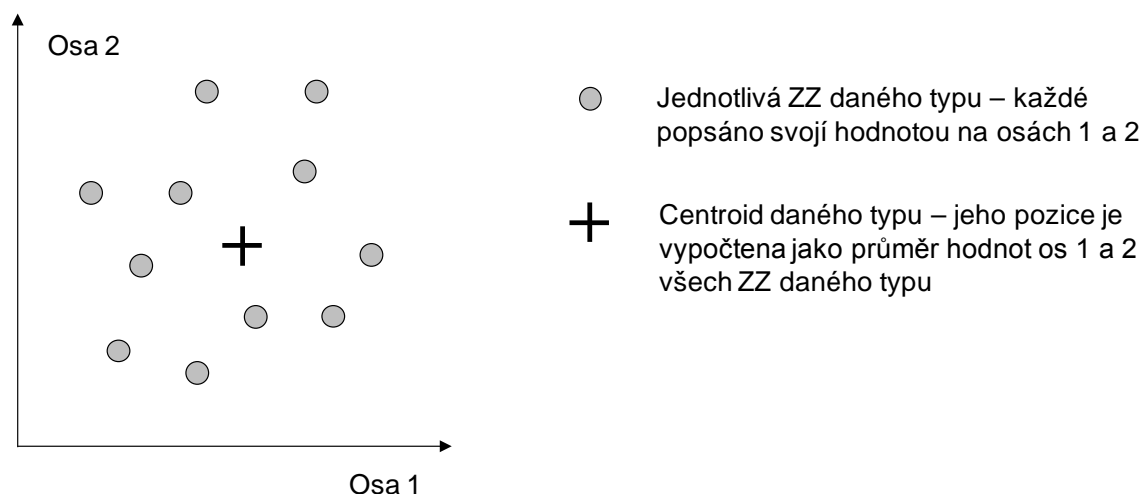 Osa 2
Jednotlivá ZZ daného typu – každé
popsáno svojí hodnotou na osách 1 a 2
Centroid daného typu – jeho pozice je
vypočtena jako průměr hodnot os 1 a 2
všech ZZ daného typu
Osa 1